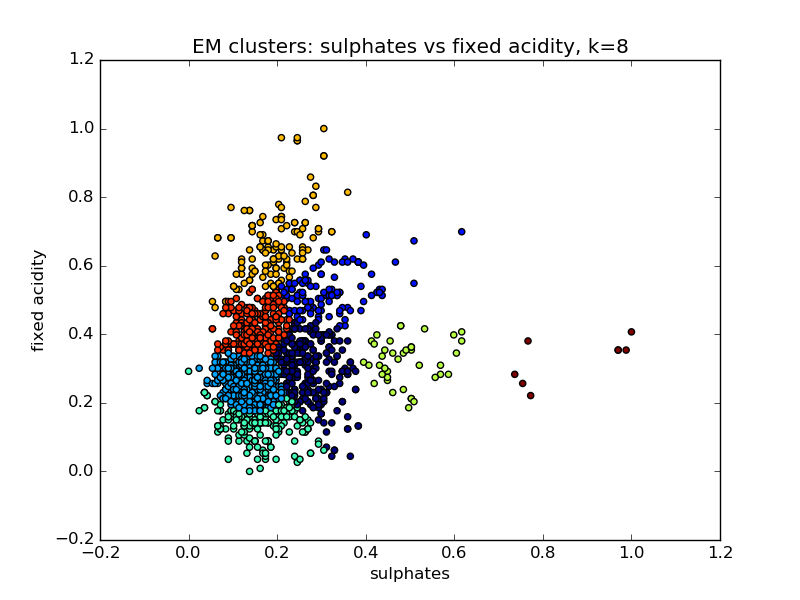 EM clusters: sulphates vs fixed acidity, k=8
1.2
1.0
0.8
0.6
0.4
0.2
0.0
−0.2
fixed acidity
−0.2 0.0 0.2 0.4 0.6 0.8 1.0 1.2
sulphates